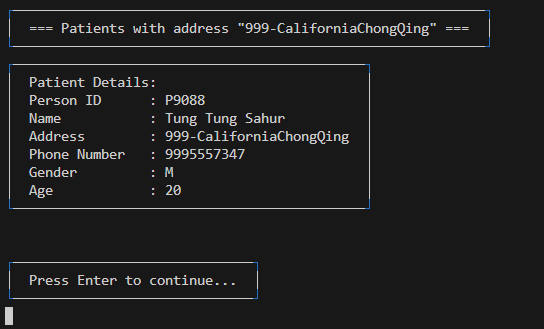 === Patients with address "999-CaliforniaChongQing" ===
Patient Details:
Person ID : P9088
Name : Tung Tung Sahur
Address : 999-CaliforniaChongQing
Phone Number : 9995557347
Gender : M
Age : 20
Press Enter to continue...